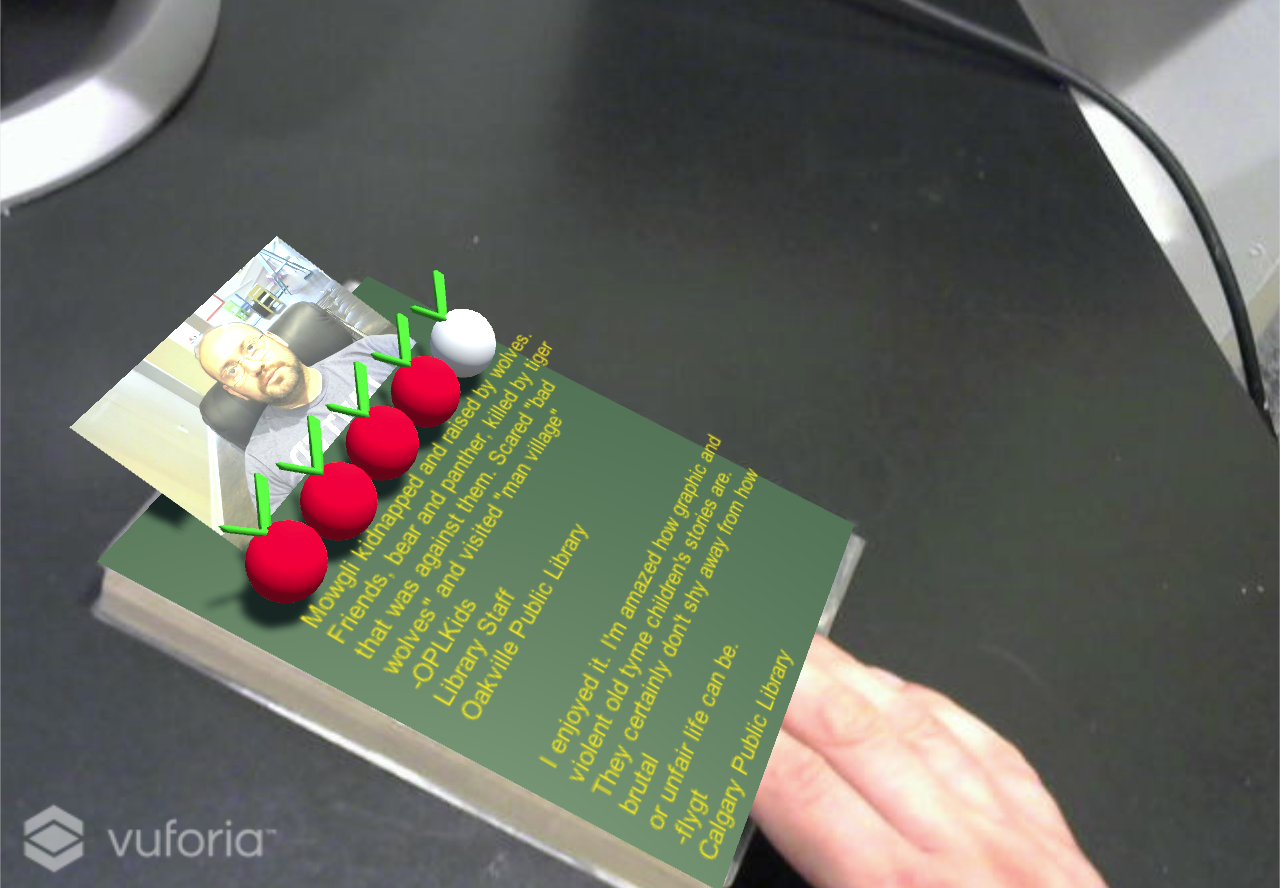 Mowgli kidnapped and raised by wolves.
Friends, bear and panther, killed by tiger
that was against them. Scared "bad
wolves" and visited "man village"
-OPLKids
Library Staff
Oakville Public Library
I enjoyed it. I'm amazed how graphic and
violent old tyme children's stories are.
They certainly don't shy away from how
brutal
or unfair life can be.
-flygt
Calgary Public Library
vuforia™